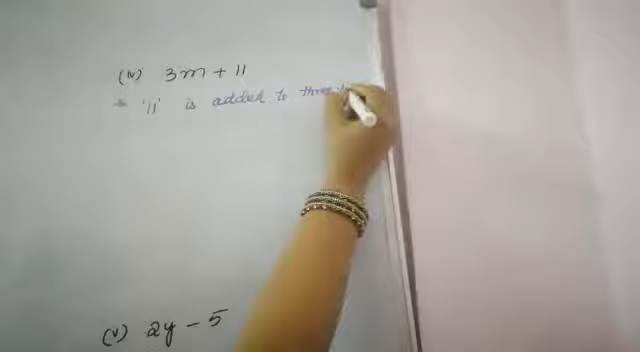 (iv) 3m + 11
'11' is added to three
(v) 2y - 5